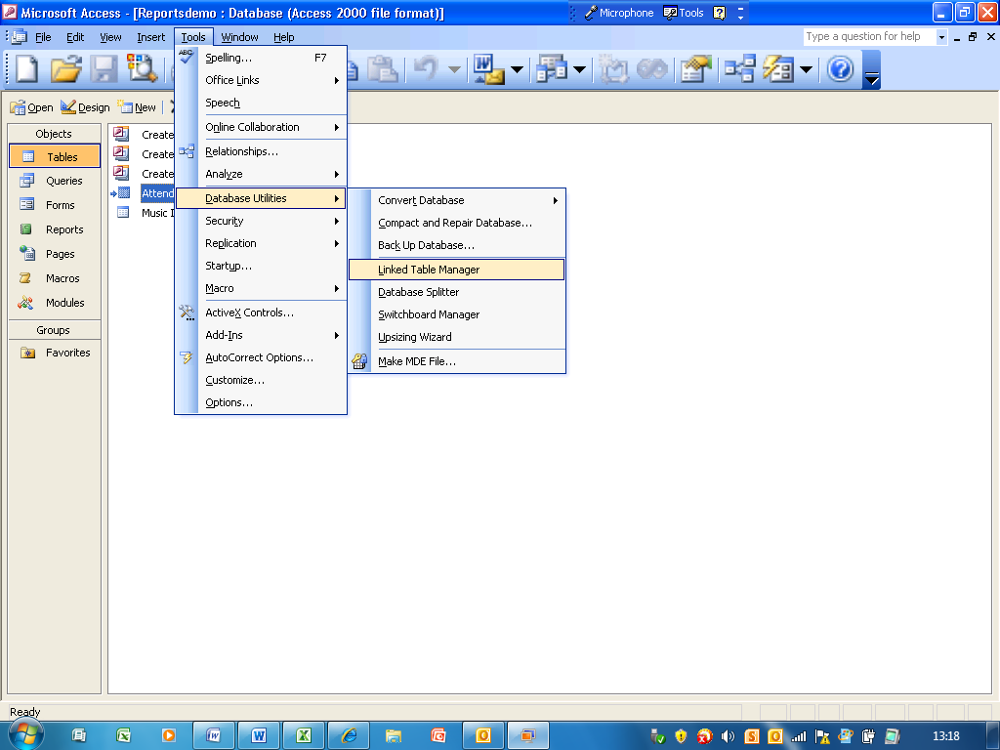 Microsoft Access - [Reportsdemo : Database (Access 2000 file format)]
Microphone Tools
File Edit View Insert Tools Window Help
Type a question for help
Open Design New
Objects
Tables
Queries
Forms
Reports
Pages
Macros
Modules
Groups
Favorites
Create
Create
Create
Attend
Music
Spelling... F7
Office Links
Speech
Online Collaboration
Relationships...
Analyze
Database Utilities
Security
Replication
Startup...
Macro
ActiveX Controls...
Add-Ins
AutoCorrect Options...
Customize...
Options...
Convert Database
Compact and Repair Database...
Back Up Database...
Linked Table Manager
Database Splitter
Switchboard Manager
Upsizing Wizard
Make MDE File...
Ready
13:18